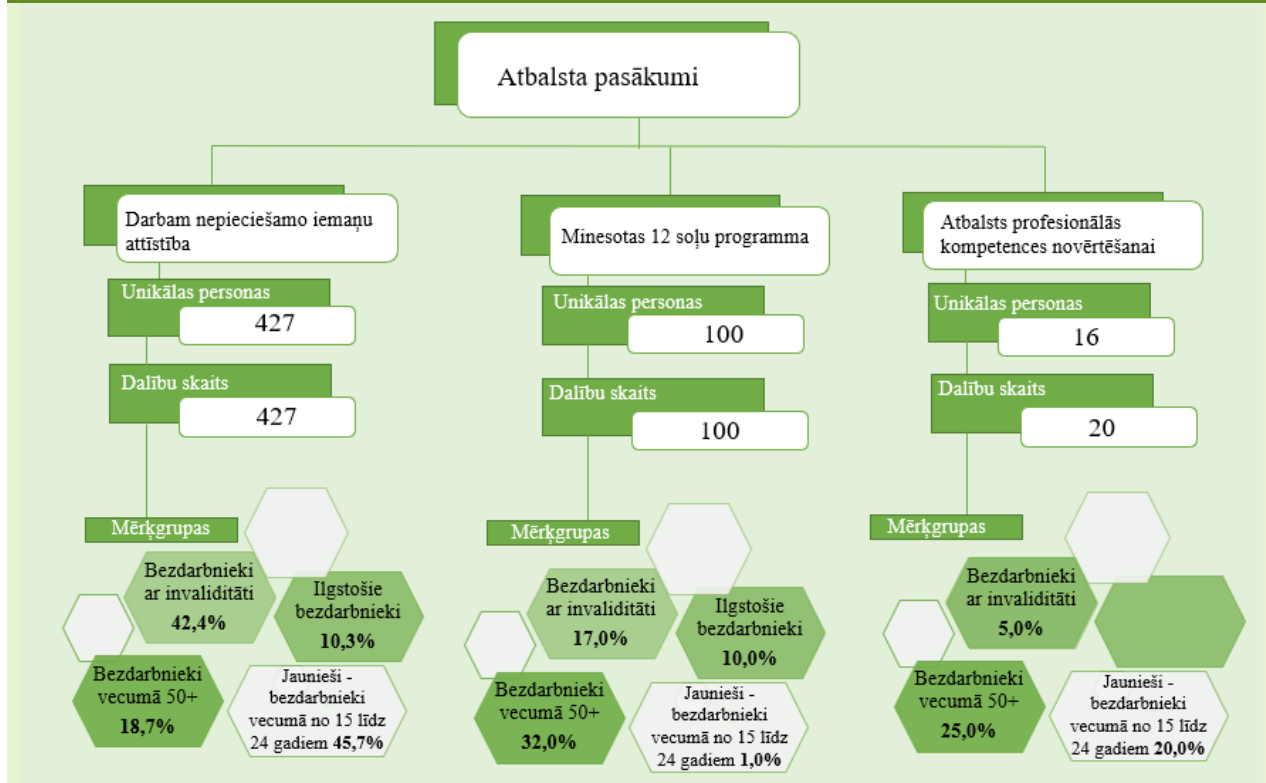 Atbalsta pasākumi
Darbam nepieciešamo iemaņu
attīstība
Unikālas personas
427
Dalību skaits
427
Mērķgrupas
Bezdarbnieki
ar invaliditāti
42,4%
Ilgstošie
bezdarbnieki
10,3%
Bezdarbnieki
vecumā 50+
18,7%
Jaunieši -
bezdarbnieki
vecumā no 15 līdz
24 gadiem 45,7%
Minesotas 12 soļu programma
Unikālas personas
100
Dalību skaits
100
Mērķgrupas
Bezdarbnieki
ar invaliditāti
17,0%
Ilgstošie
bezdarbnieki
10,0%
Bezdarbnieki
vecumā 50+
32,0%
Jaunieši -
bezdarbnieki
vecumā no 15 līdz
24 gadiem 1,0%
Atbalsts profesionālās
kompetences novērtēšanai
Unikālas personas
16
Dalību skaits
20
Mērķgrupas
Bezdarbnieki
ar invaliditāti
5,0%
Bezdarbnieki
vecumā 50+
25,0%
Jaunieši -
bezdarbnieki
vecumā no 15 līdz
24 gadiem 20,0%